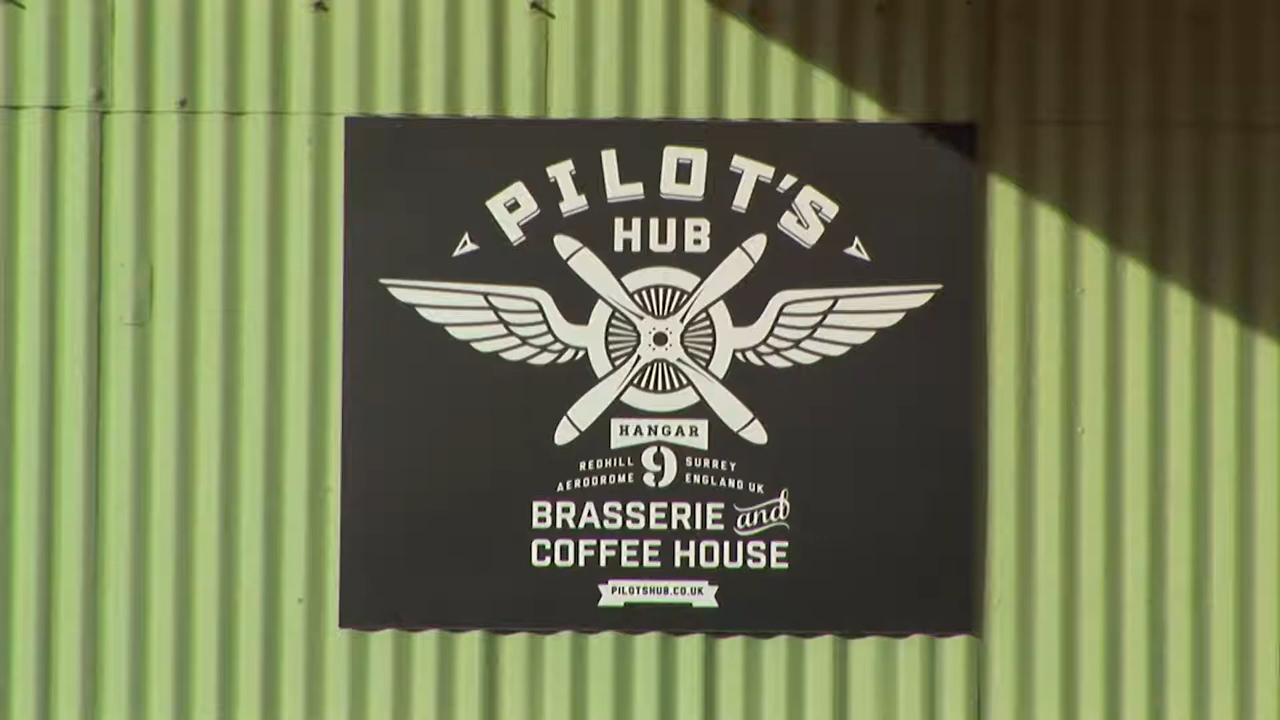 PILOT'S
HUB
HANGAR
9
REDHILL
AERODROME
SURREY
ENGLAND UK
BRASSERIE and
COFFEE HOUSE
PILOTSHUB.CO.UK